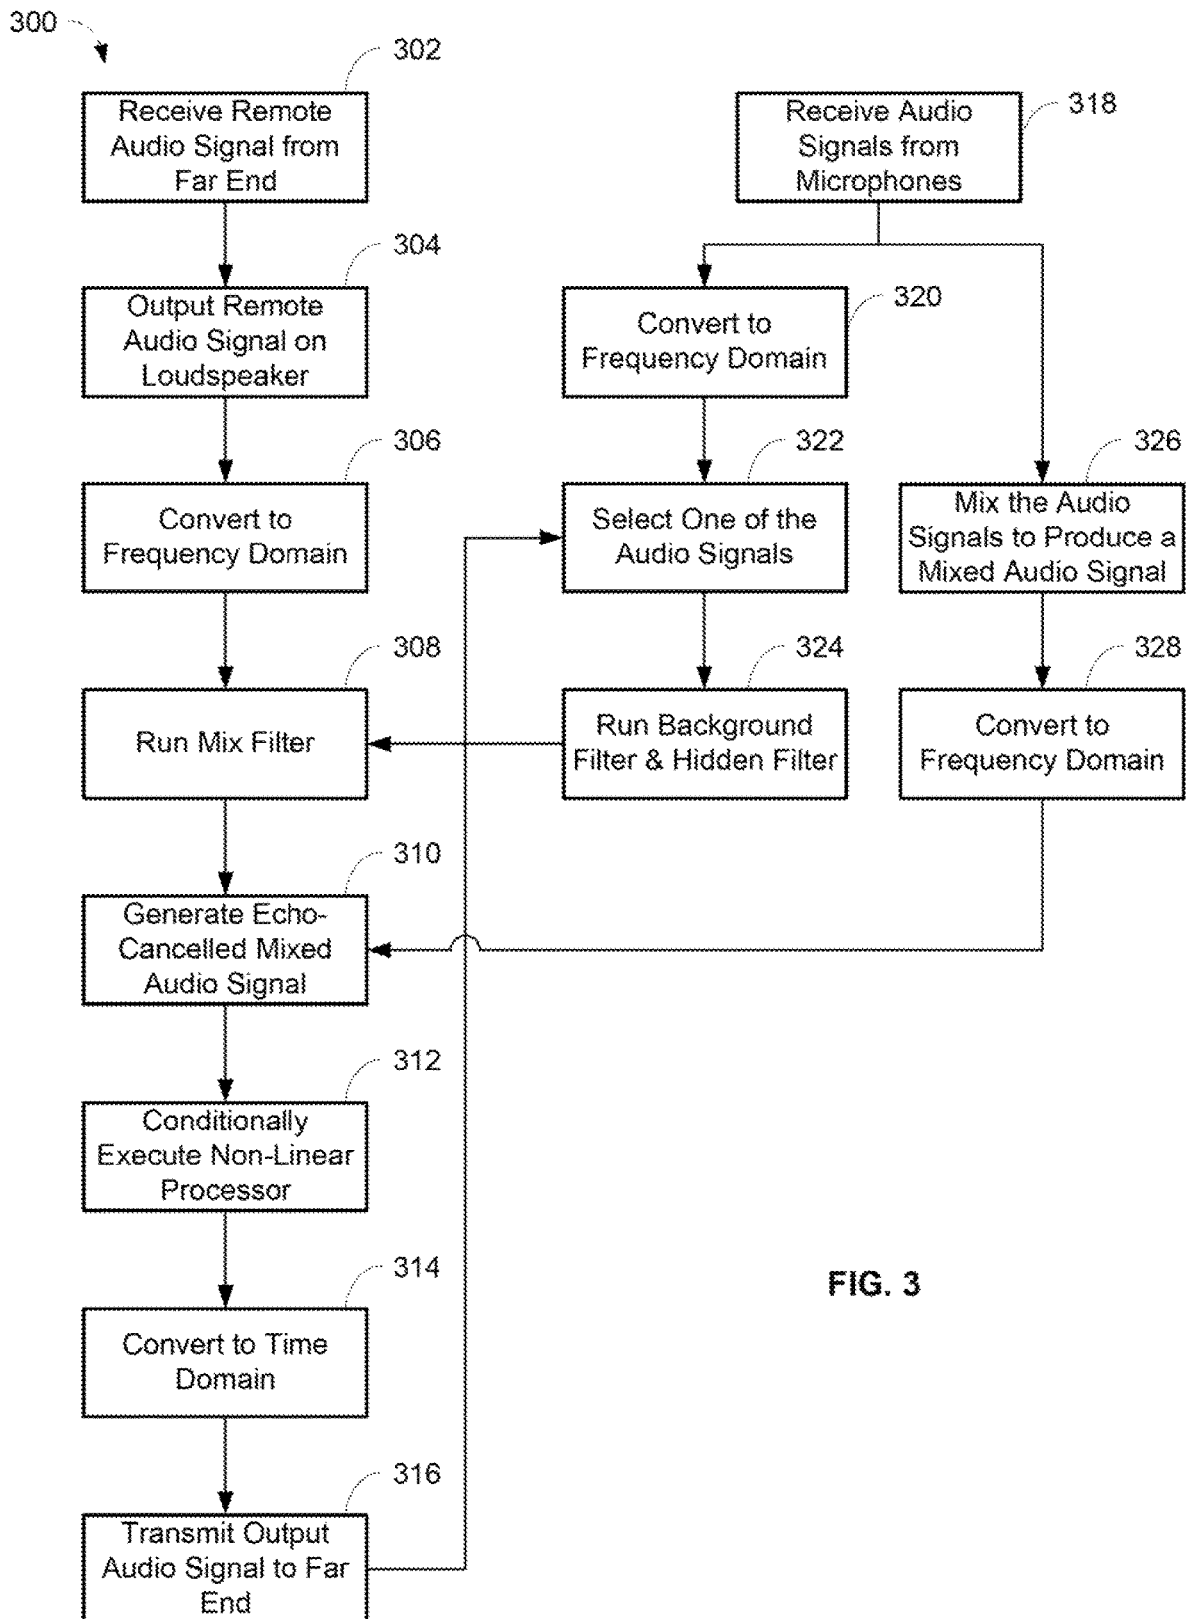 300
302
Receive Remote
Audio Signal from
Far End
304
Output Remote
Audio Signal on
Loudspeaker
306
Convert to
Frequency Domain
308
Run Mix Filter
310
Generate Echo-
Cancelled Mixed
Audio Signal
312
Conditionally
Execute Non-Linear
Processor
314
Convert to Time
Domain
316
Transmit Output
Audio Signal to Far
End
318
Receive Audio
Signals from
Microphones
320
Convert to
Frequency Domain
322
Select One of the
Audio Signals
324
Run Background
Filter & Hidden Filter
326
Mix the Audio
Signals to Produce a
Mixed Audio Signal
328
Convert to
Frequency Domain
FIG. 3